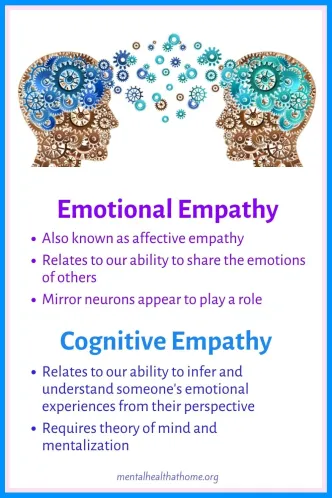 Emotional Empathy
• Also known as affective empathy
• Relates to our ability to share the emotions
of others
• Mirror neurons appear to play a role
Cognitive Empathy
• Relates to our ability to infer and
understand someone's emotional
experiences from their perspective
• Requires theory of mind and
mentalization
mentalhealthathome.org